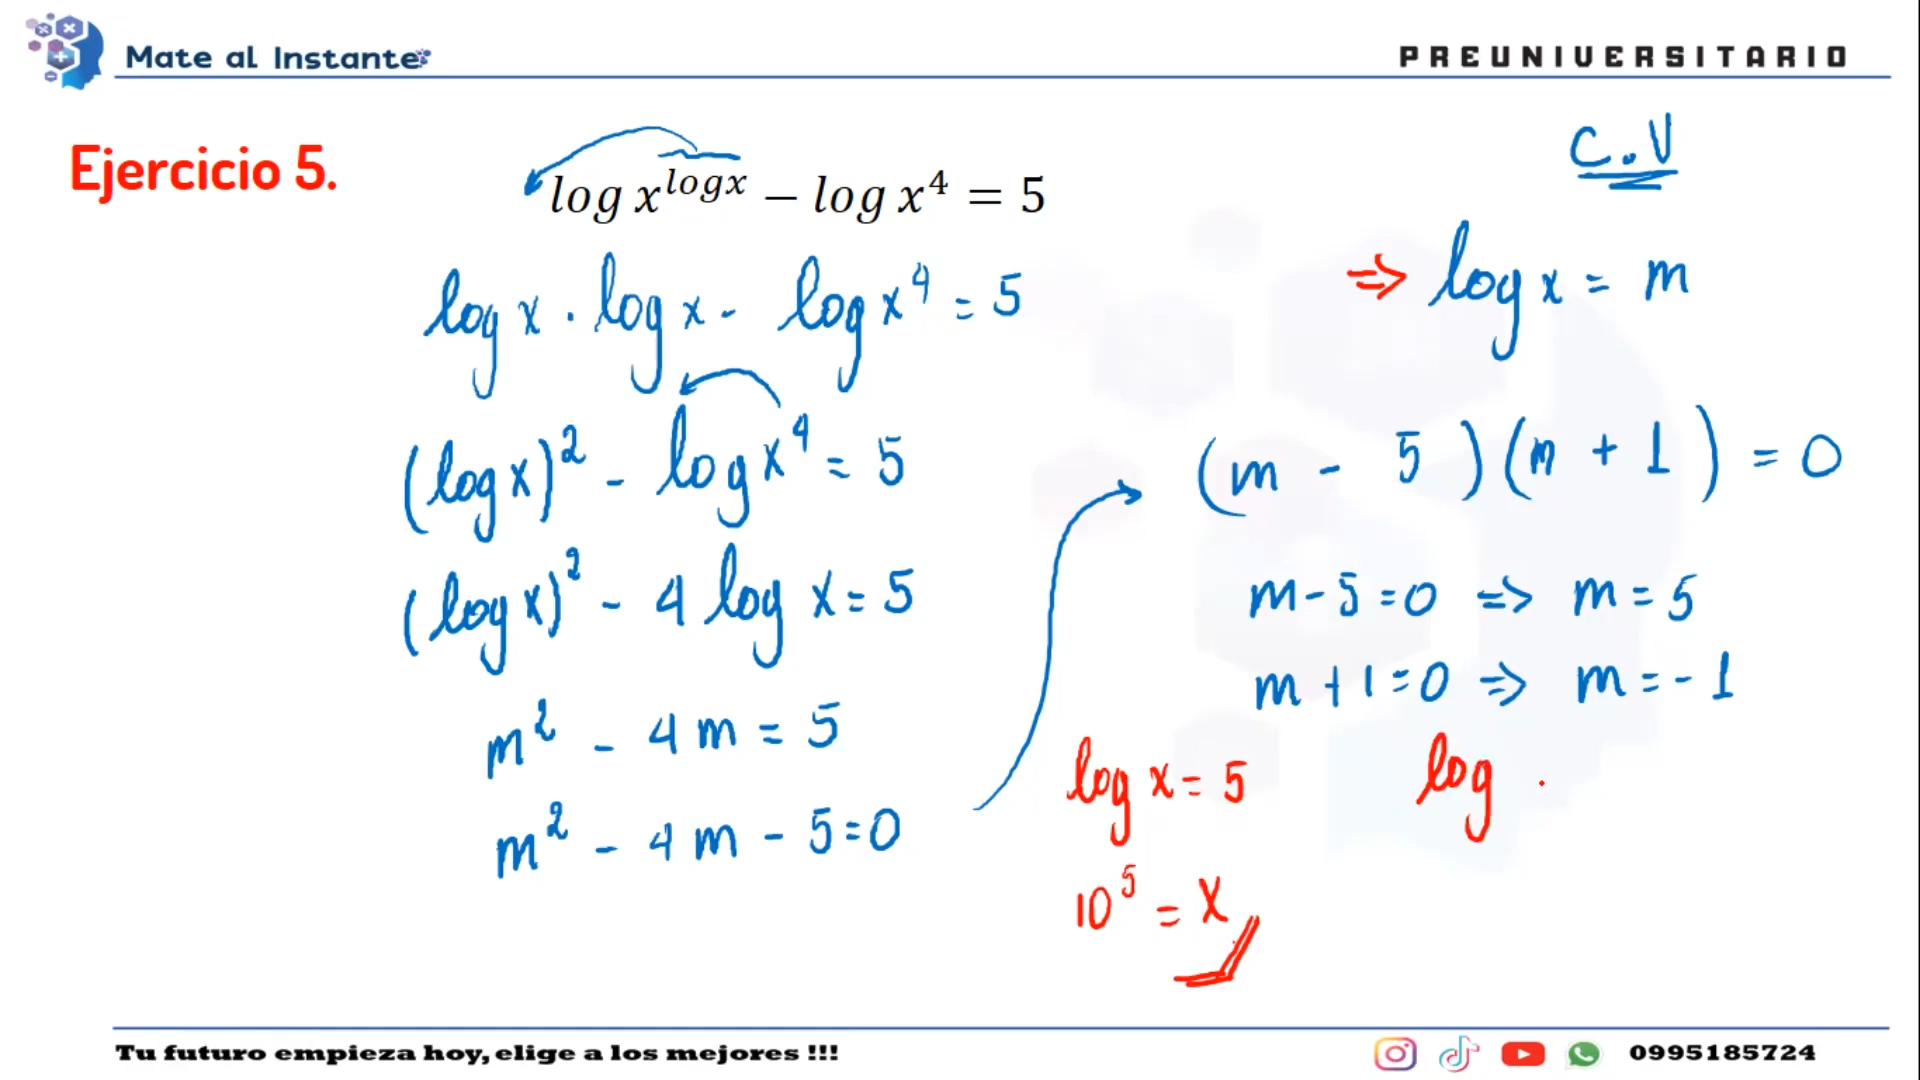 Mate al Instante
PREUNIVERSITARIO
Ejercicio 5.
log x^{logx} − log x^4 = 5
log x · log x - log x^4 = 5
(log x)^2 - log x^4 = 5
(log x)^2 - 4 log x = 5
m^2 - 4m = 5
m^2 - 4m - 5 = 0
C.V
⇒ log x = m
(m - 5)(m + 1) = 0
m - 5 = 0 ⇒ m = 5
m + 1 = 0 ⇒ m = -1
log x = 5
log
10^5 = x
Tu futuro empieza hoy, elige a los mejores !!!
0995185724